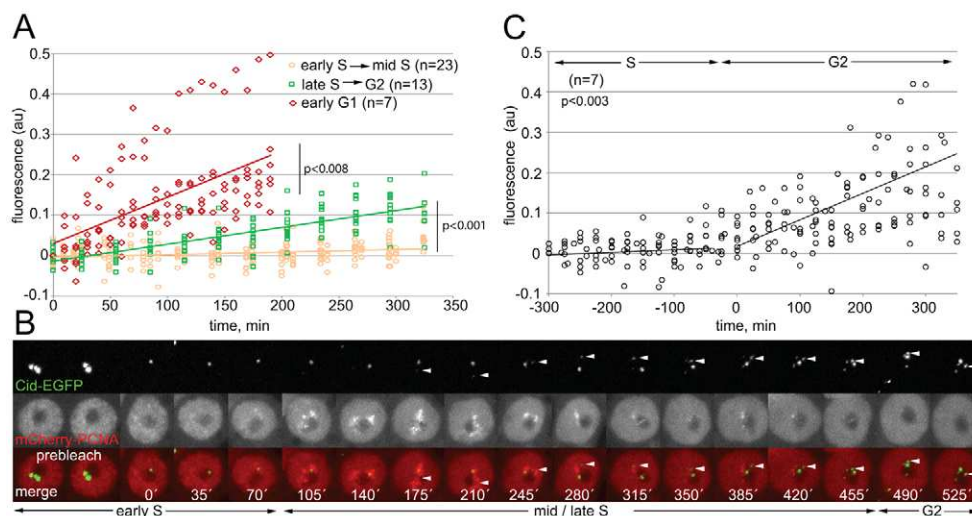 A
0.5
0.4
0.3
0.2
0.1
0
-0.1
fluorescence (au)
early S → mid S (n=23)
late S → G2 (n=13)
early G1 (n=7)
p<0.008
p<0.001
0 50 100 150 200 250 300 350
time, min
C
0.5
0.4
0.3
0.2
0.1
0
-0.1
fluorescence (au)
S G2
(n=7)
p<0.003
-300 -200 -100 0 100 200 300
time, min
B
Cid-EGFP
mCherry-PCNA
prebleach
merge
0´ 35´ 70´ 105´ 140´ 175´ 210´ 245´ 280´ 315´ 350´ 385´ 420´ 455´ 490´ 525´
early S mid / late S G2